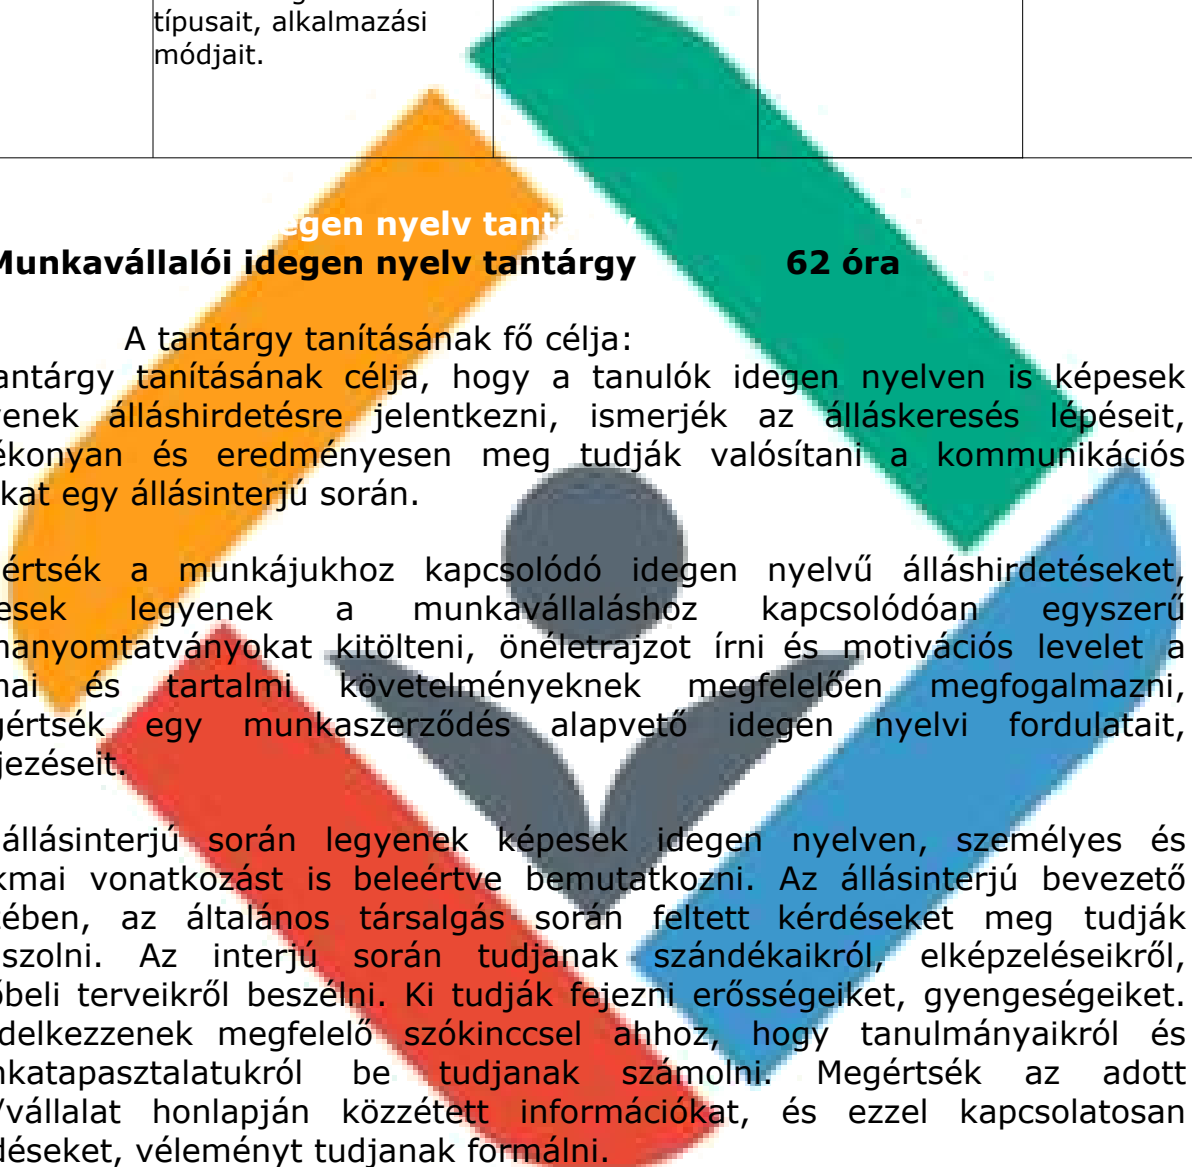 típusait, alkalmazási
módjait.
egen nyelv tant
Munkavállalói idegen nyelv tantárgy 62 óra
A tantárgy tanításának fő célja:
antárgy tanításának célja, hogy a tanulók idegen nyelven is képesek
yenek álláshirdetésre jelentkezni, ismerjék az álláskeresés lépéseit,
ékonyan és eredményesen meg tudják valósítani a kommunikációs
kat egy állásinterjú során.
értsék a munkájukhoz kapcsolódó idegen nyelvű álláshirdetéseket,
esek legyenek a munkavállaláshoz kapcsolódóan egyszerű
manyomtatványokat kitölteni, önéletrajzot írni és motivációs levelet a
mai és tartalmi követelményeknek megfelelően megfogalmazni,
gértsék egy munkaszerződés alapvető idegen nyelvi fordulatait,
jezéseit.
állásinterjú során legyenek képesek idegen nyelven, személyes és
kmai vonatkozást is beleértve bemutatkozni. Az állásinterjú bevezető
zében, az általános társalgás során feltett kérdéseket meg tudják
szolni. Az interjú során tudjanak szándékaikról, elképzeléseikről,
őbeli terveikről beszélni. Ki tudják fejezni erősségeiket, gyengeségeiket.
delkezzenek megfelelő szókinccsel ahhoz, hogy tanulmányaikról és
nkatapasztalatukról be tudjanak számolni. Megértsék az adott
/vállalat honlapján közzétett információkat, és ezzel kapcsolatosan
déseket, véleményt tudjanak formálni.